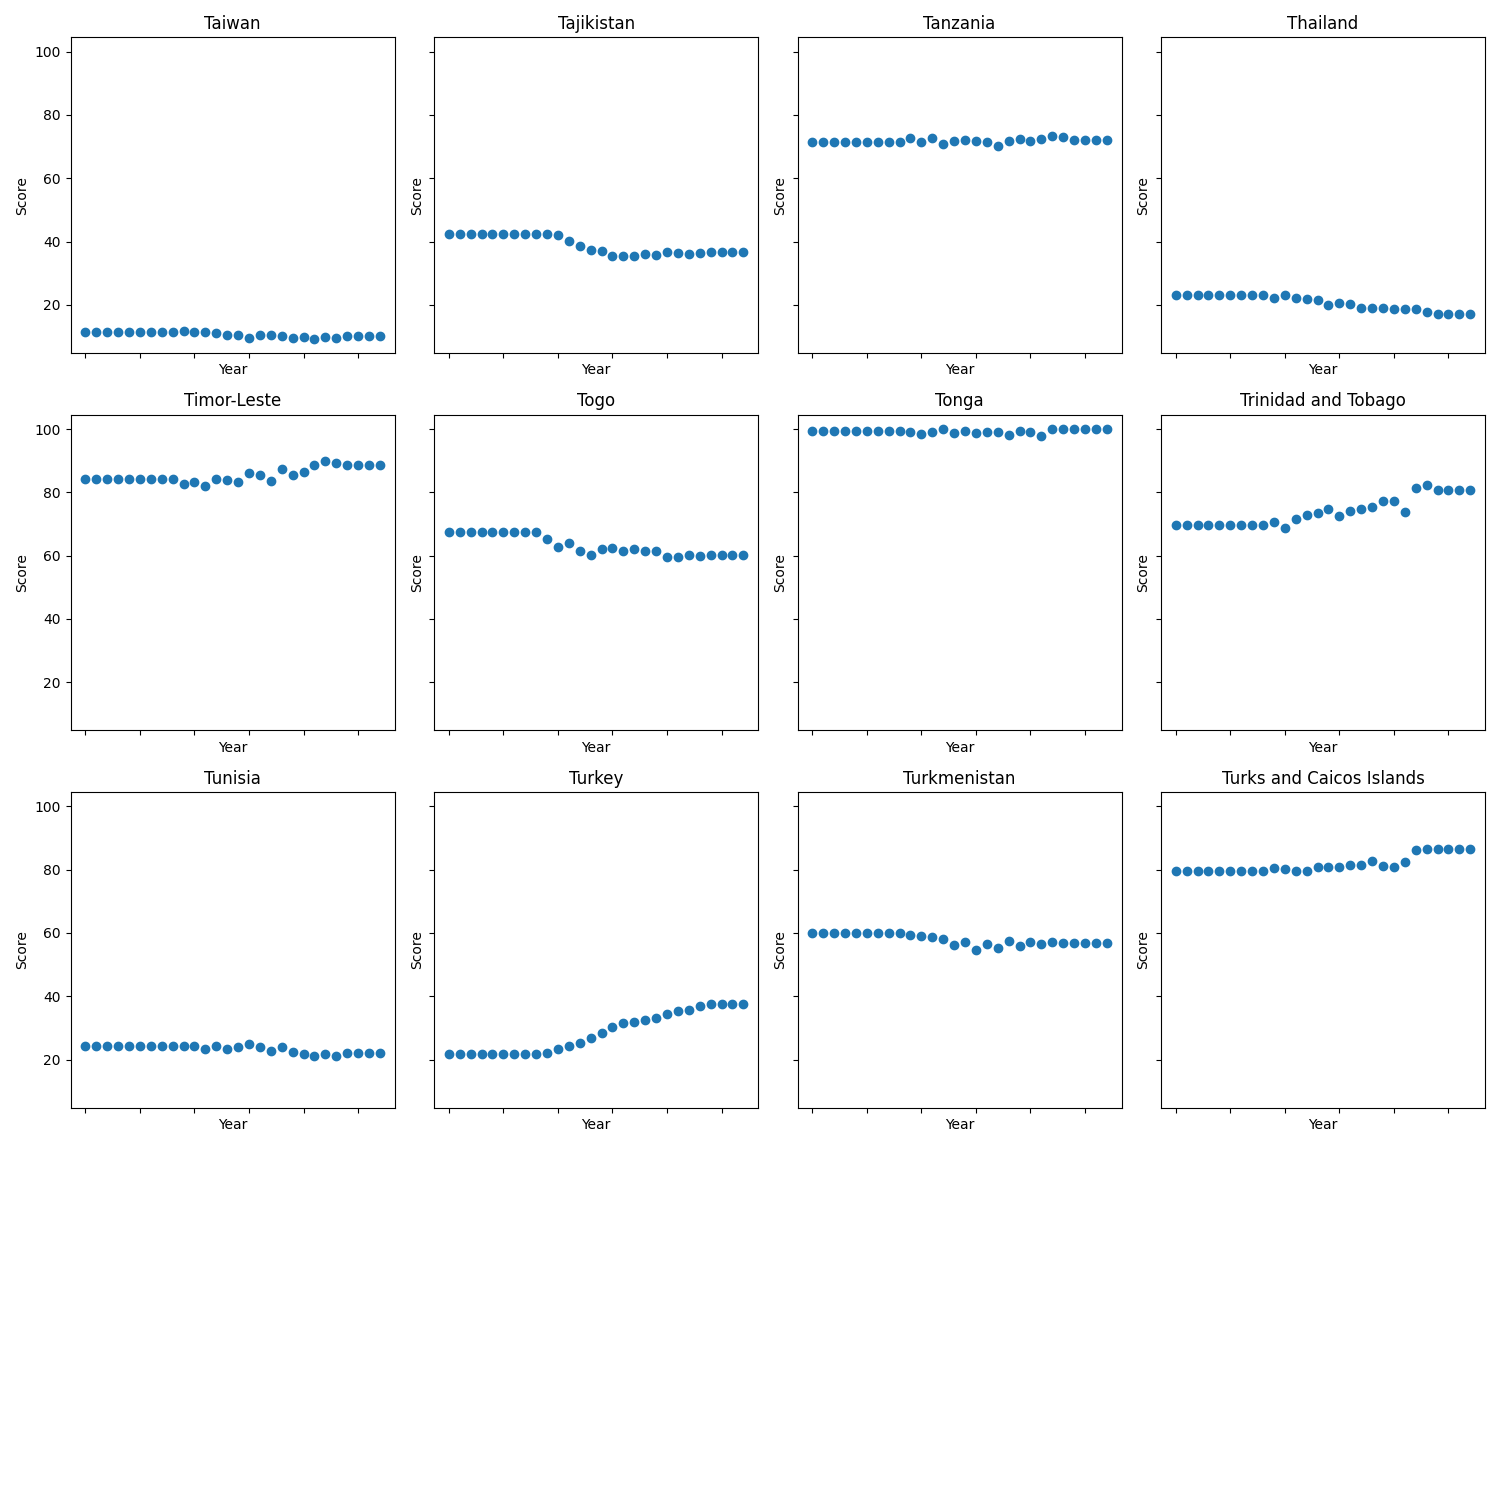 Taiwan Tajikistan Tanzania Thailand
100
80
60
40
20
Score Score Score Score
Year Year Year Year
Timor-Leste Togo Tonga Trinidad and Tobago
100
80
60
40
20
Score Score Score Score
Year Year Year Year
Tunisia Turkey Turkmenistan Turks and Caicos Islands
100
80
60
40
20
Score Score Score Score
Year Year Year Year